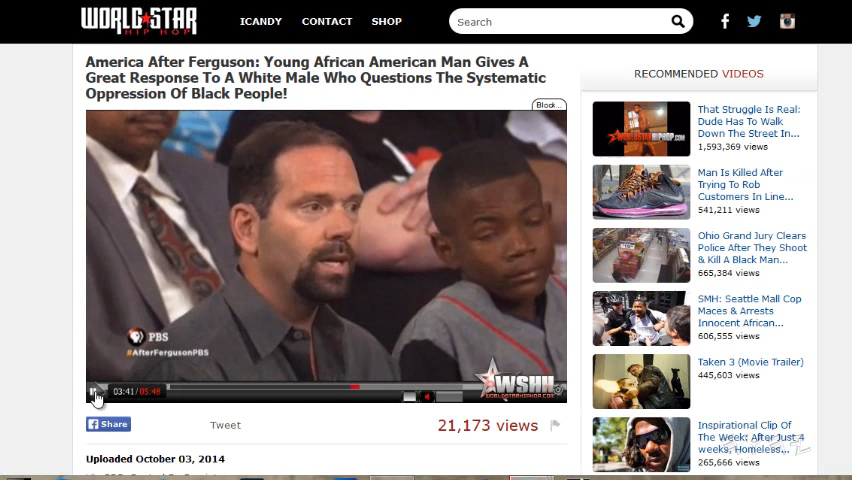 WORLD STAR
HIP HOP
ICANDY
CONTACT
SHOP
Search
America After Ferguson: Young African American Man Gives A
Great Response To A White Male Who Questions The Systematic
Oppression Of Black People!
Block...
PBS
#AfterFergusonPBS
WSHH
WORLDSTARHIPHOP.COM
03:41/05:48
Share
Tweet
21,173 views
Uploaded October 03, 2014
RECOMMENDED VIDEOS
WORLDSTARHIPHOP.COM
That Struggle Is Real:
Dude Has To Walk
Down The Street In...
1,593,369 views
Man Is Killed After
Trying To Rob
Customers In Line...
541,211 views
Ohio Grand Jury Clears
Police After They Shoot
& Kill A Black Man...
665,384 views
SMH: Seattle Mall Cop
Maces & Arrests
Innocent African...
606,555 views
Taken 3 (Movie Trailer)
445,603 views
Inspirational Clip Of
The Week: After Just 4
weeks, Homeless...
265,666 views